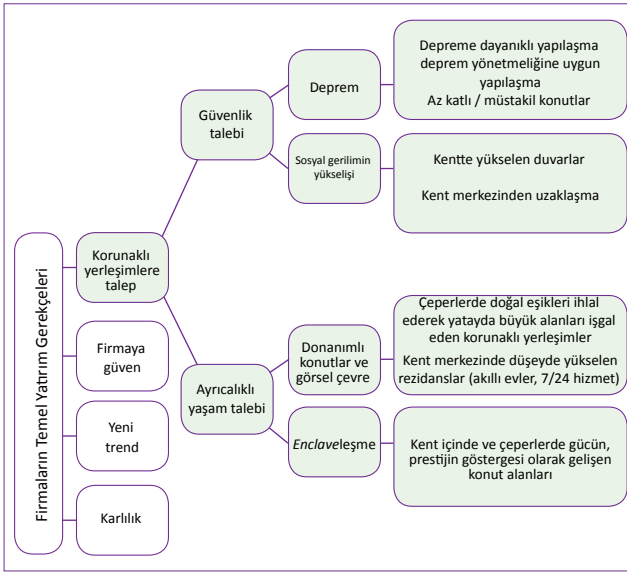 Firmaların Temel Yatırım Gerekçeleri
Korunaklı
yerleşimlere
talep
Firmaya
güven
Yeni
trend
Karlılık
Güvenlik
talebi
Ayrıcalıklı
yaşam talebi
Deprem
Sosyal gerilimin
yükselişi
Donanımlı
konutlar ve
görsel çevre
Enclaveleşme
Depreme dayanıklı yapılaşma
deprem yönetmeliğine uygun
yapılaşma
Az katlı / müstakil konutlar
Kentte yükselen duvarlar
Kent merkezinden uzaklaşma
Çeperlerde doğal eşikleri ihlal
ederek yatayda büyük alanları işgal
eden korunaklı yerleşimler
Kent merkezinde düşeyde yükselen
rezidanslar (akıllı evler, 7/24 hizmet)
Kent içinde ve çeperlerde gücün,
prestijin göstergesi olarak gelişen
konut alanları